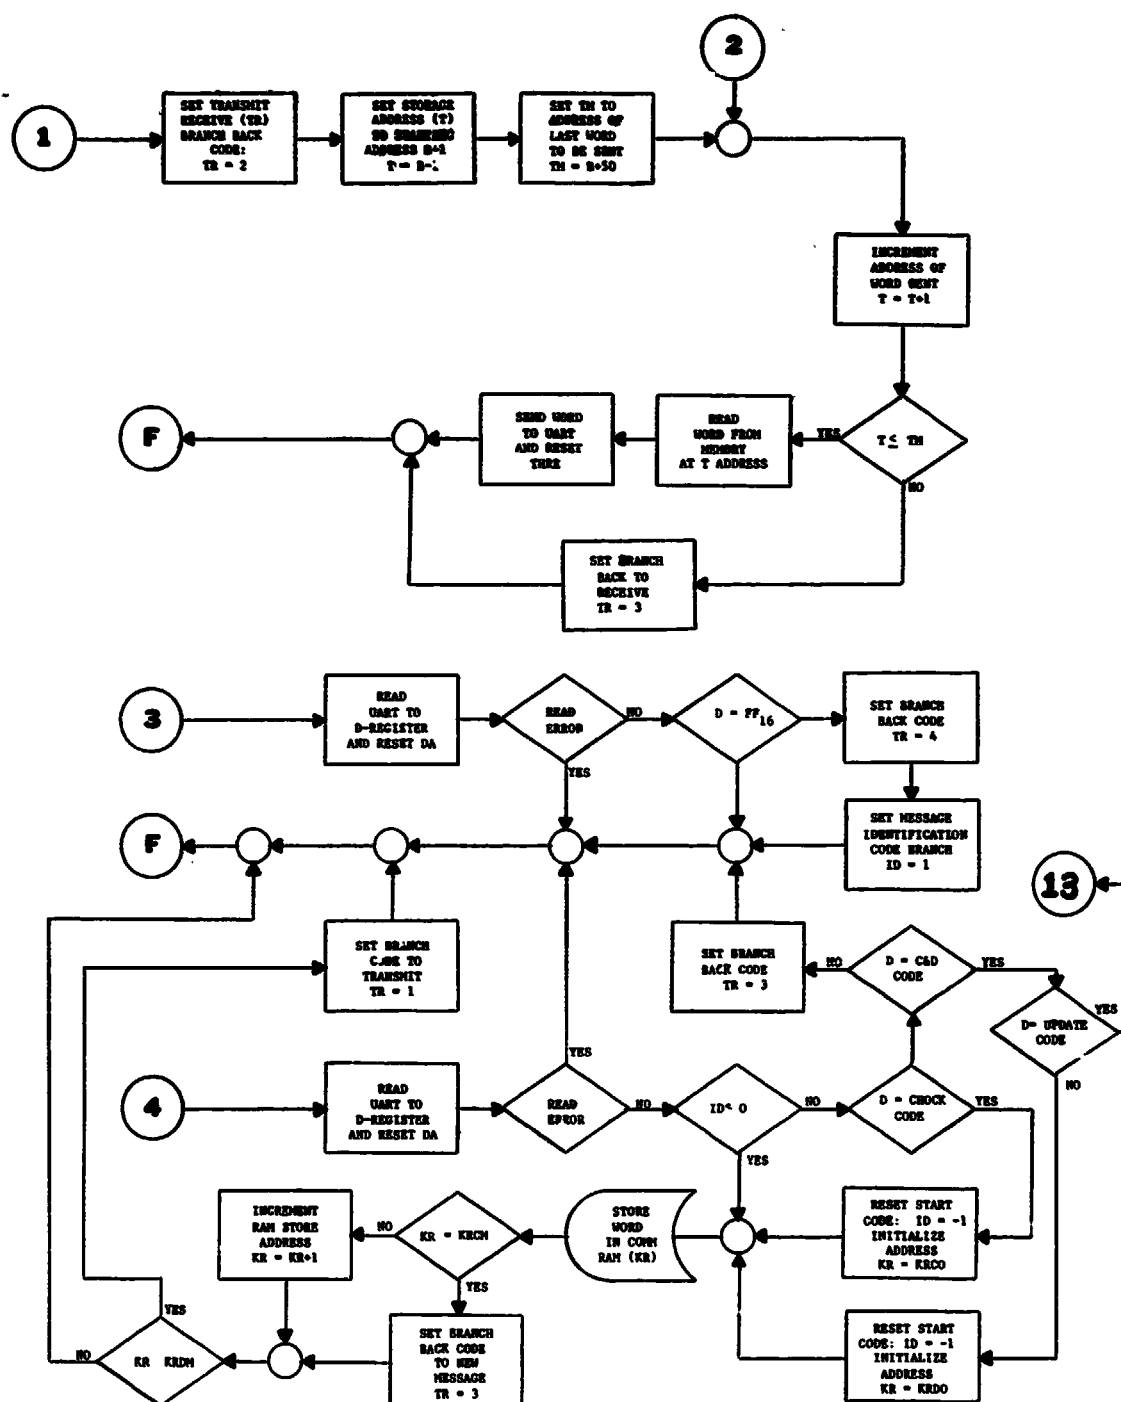 2
1
SET TRANSMIT
RECEIVE (TR)
BRANCH BACK
CODE:
TR = 2
SET STORAGE
ADDRESS (T)
ADDRESS B+1
SET TM TO
ADDRESS OF
LAST WORD
TO BE SENT
TM = B+50
INCREMENT
ADDRESS OF
WORD SENT
T = T+1
F
SEND WORD
TO UART
AND RESET
THRE
READ
WORD FROM
MEMORY
AT T ADDRESS
YES
T ≤ TM
NO
SET BRANCH
BACK TO
RECEIVE
TR = 3
3
READ
UART TO
D-REGISTER
AND RESET DA
READ
ERROR
NO
YES
D = FF16
SET BRANCH
BACK CODE
TR = 4
F
SET MESSAGE
IDENTIFICATION
CODE BRANCH
ID = 1
13
SET BRANCH
CODE TO
TRANSMIT
TR = 1
SET BRANCH
BACK CODE
TR = 3
NO
D = C&D
CODE
YES
D= UPDATE
CODE
YES
NO
4
READ
UART TO
D-REGISTER
AND RESET DA
YES
READ
ERROR
NO
ID< 0
NO
YES
D = CHOCK
CODE
YES
INCREMENT
RAM STORE
ADDRESS
KR = KR+1
NO
KR = KRCM
YES
STORE
WORD
IN COMM
RAM (KR)
RESET START
CODE: ID = -1
INITIALIZE
ADDRESS
KR = KRCO
YES
NO
KR KRDM
SET BRANCH
BACK CODE
TO NEW
MESSAGE
TR = 3
RESET START
CODE: ID = -1
INITIALIZE
ADDRESS
KR = KRDO